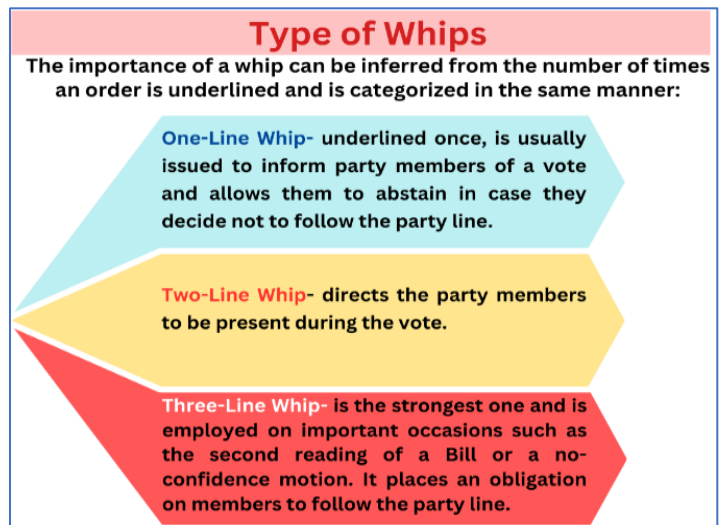 Type of Whips
The importance of a whip can be inferred from the number of times
an order is underlined and is categorized in the same manner:
One-Line Whip- underlined once, is usually
issued to inform party members of a vote
and allows them to abstain in case they
decide not to follow the party line.
Two-Line Whip- directs the party members
to be present during the vote.
Three-Line Whip- is the strongest one and is
employed on important occasions such as
the second reading of a Bill or a no-
confidence motion. It places an obligation
on members to follow the party line.